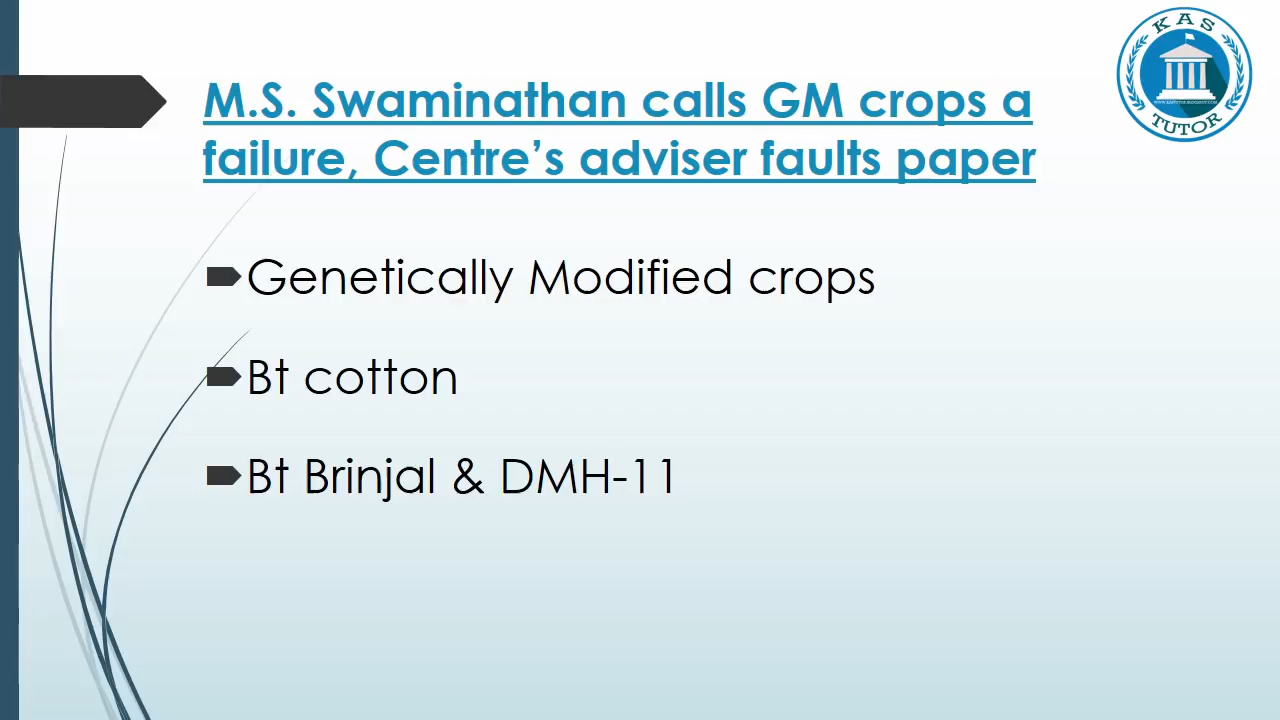 KAS
TUTOR
M.S. Swaminathan calls GM crops a
failure, Centre's adviser faults paper
Genetically Modified crops
Bt cotton
Bt Brinjal & DMH-11